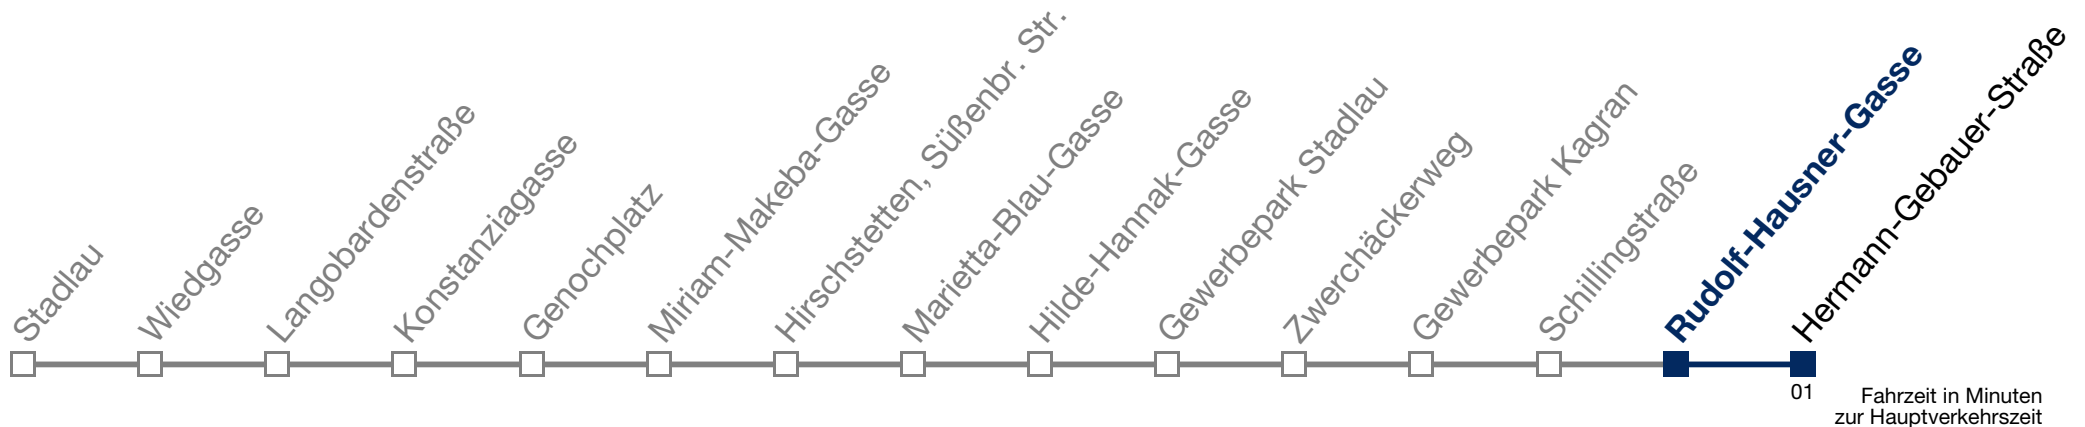 Stadlau
Wiedgasse
Langobardenstraße
Konstanziagasse
Genochplatz
Miriam-Makeba-Gasse
Hirschstetten, Süßenbr. Str.
Marietta-Blau-Gasse
Hilde-Hannak-Gasse
Gewerbepark Stadlau
Zwerchäckerweg
Gewerbepark Kagran
Schillingstraße
Rudolf-Hausner-Gasse
Hermann-Gebauer-Straße
01
Fahrzeit in Minuten
zur Hauptverkehrszeit